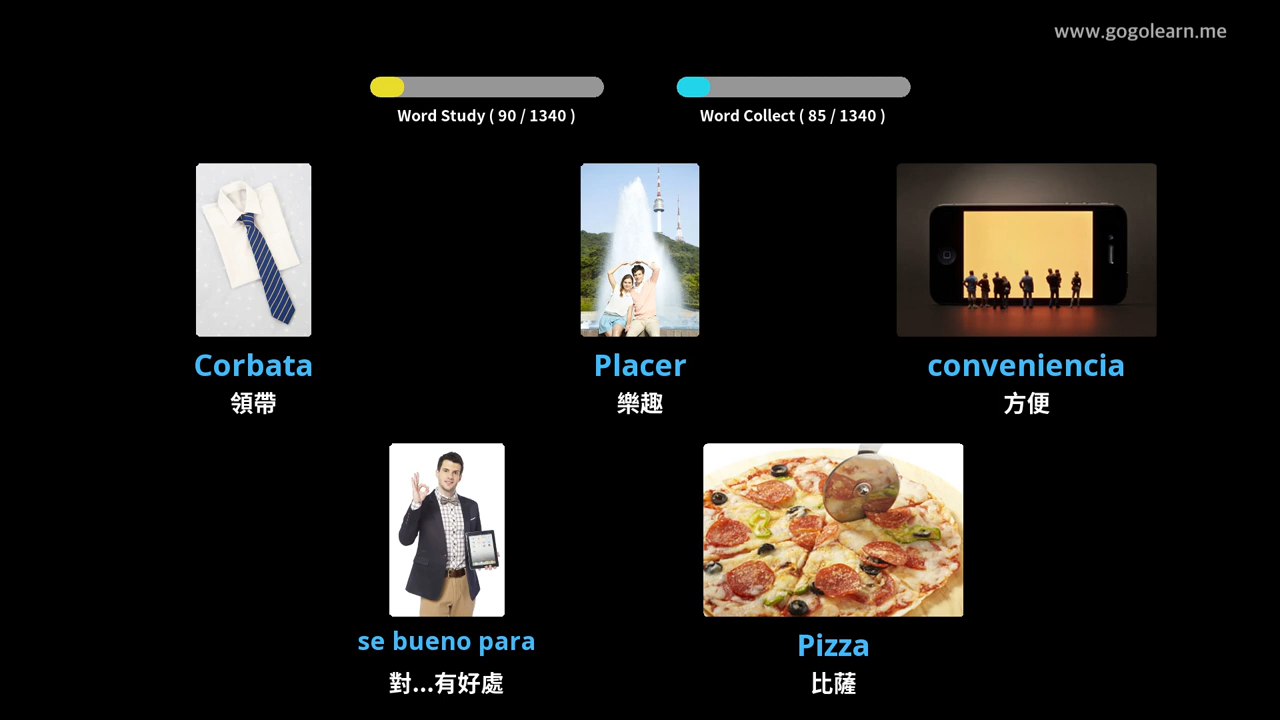 www.gogolearn.me
Word Study ( 90 / 1340 )
Word Collect ( 85 / 1340 )
Corbata
領帶
Placer
樂趣
conveniencia
方便
se bueno para
對...有好處
Pizza
比薩